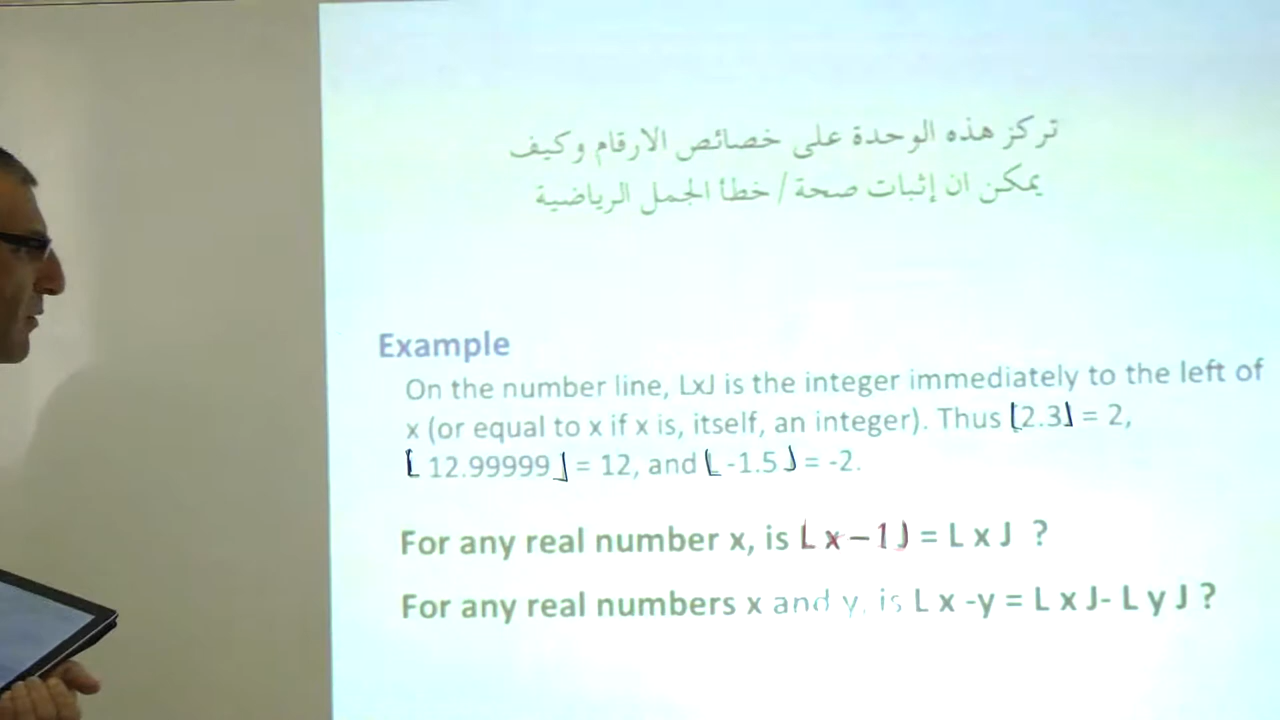 تركز هذه الوحدة على خصائص الارقام وكيف
يمكن ان إثبات صحة / خطأ الجمل الرياضية
Example
On the number line, LxJ is the integer immediately to the left of
x (or equal to x if x is, itself, an integer). Thus ⌊2.3⌋ = 2,
⌊ 12.99999 ⌋ = 12, and ⌊ -1.5 ⌋ = -2.
For any real number x, is ⌊ x – 1 ⌋ = L x J ?
For any real numbers x and y, is L x -y = L x J- L y J ?